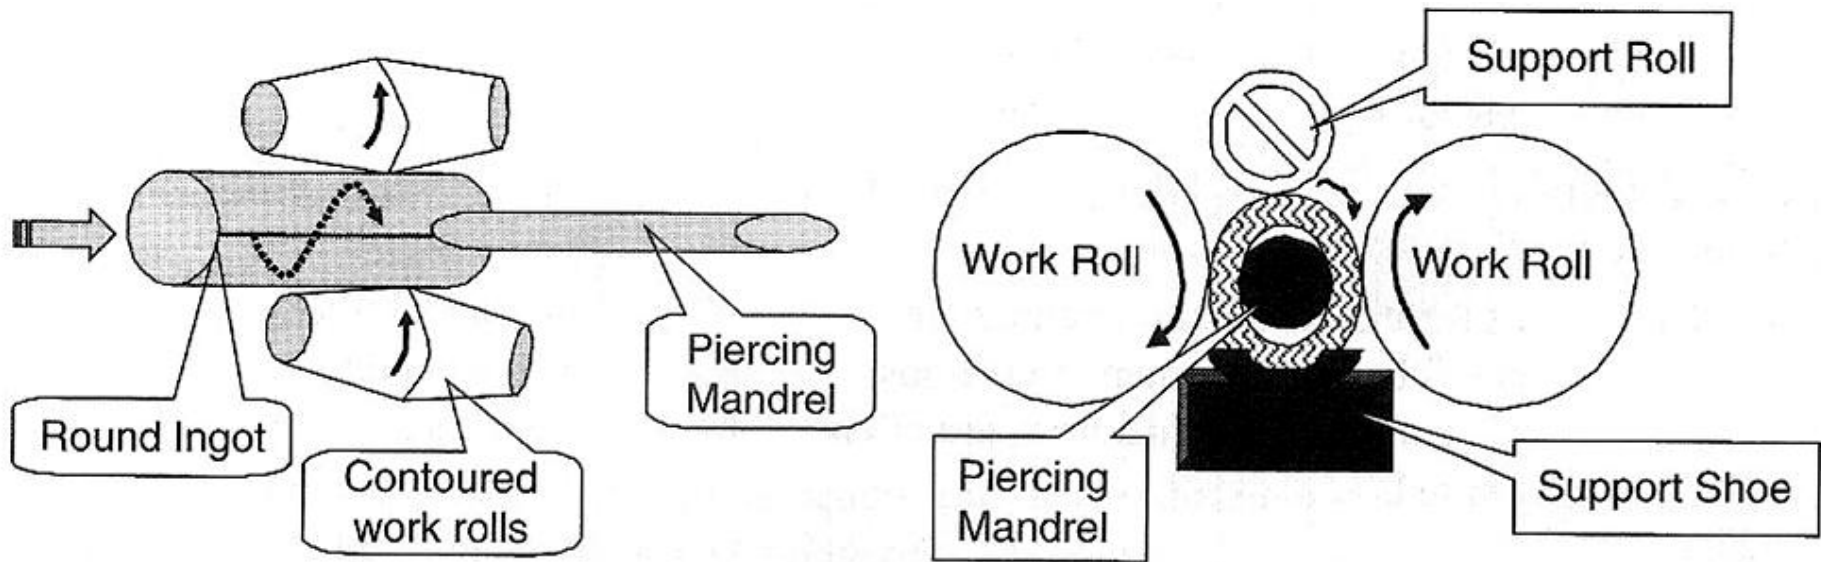 Round Ingot
Contoured
work rolls
Piercing
Mandrel
Support Roll
Work Roll
Work Roll
Piercing
Mandrel
Support Shoe